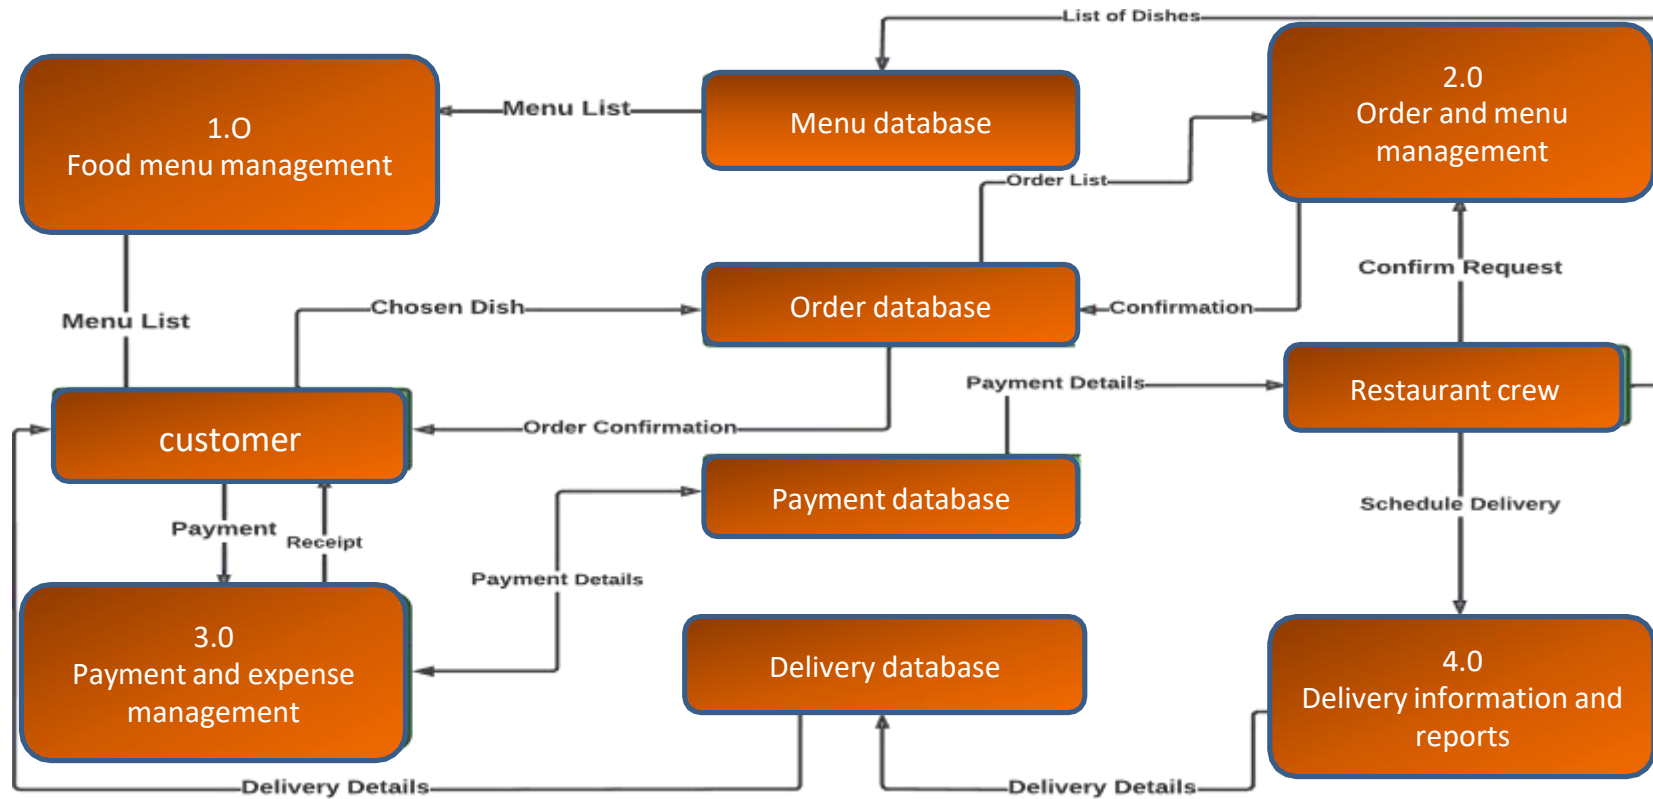 List of Dishes
1.O
Food menu management
Menu List
Menu database
2.0
Order and menu
management
Order List
Menu List
Chosen Dish
Order database
Confirmation
Confirm Request
customer
Order Confirmation
Payment Details
Restaurant crew
Payment
Receipt
Payment database
Schedule Delivery
Payment Details
3.0
Payment and expense
management
Delivery database
4.0
Delivery information and
reports
Delivery Details
Delivery Details